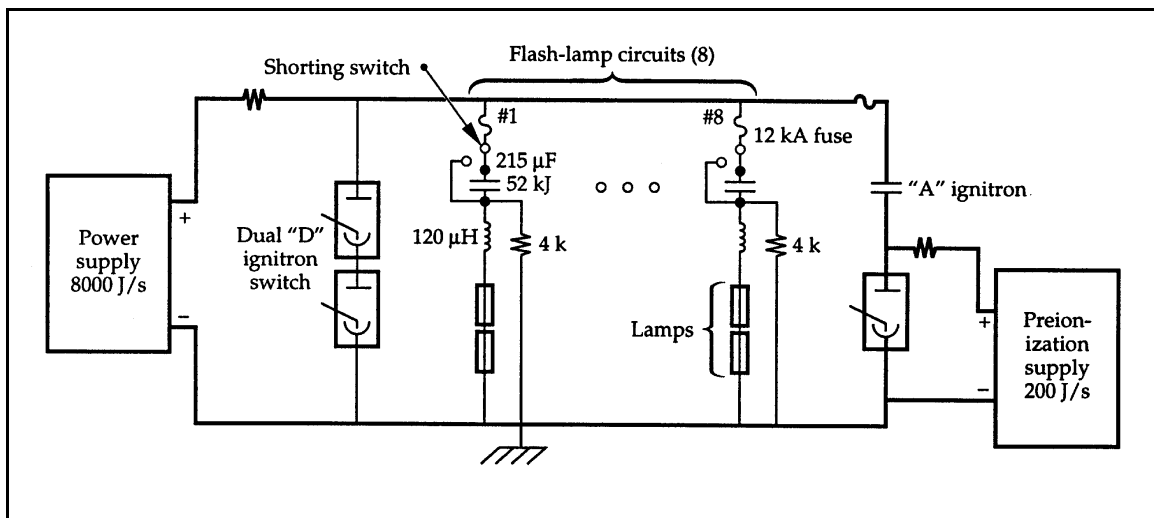 Flash-lamp circuits (8)
Shorting switch
#1
#8
12 kA fuse
215 μF
52 kJ
"A" ignitron
+
Power
supply
8000 J/s
–
Dual "D"
ignitron
switch
120 μH
4 k
4 k
Lamps
+
Preion-
ization
supply
200 J/s
–